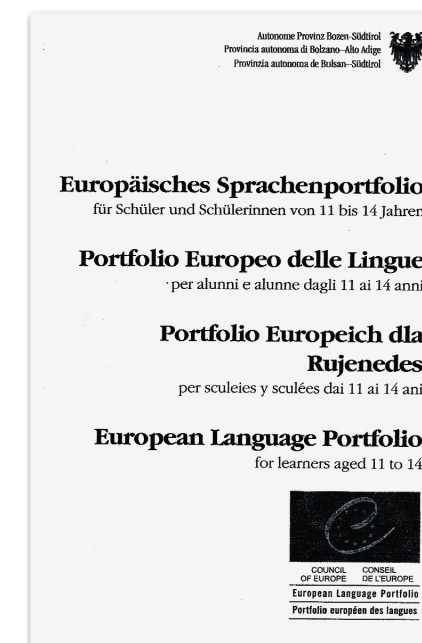 Autonome Provinz Bozen-Südtirol
Provincia autonoma di Bolzano–Alto Adige
Provinzia autonoma de Bulsan–Südtirol
Europäisches Sprachenportfolio
für Schüler und Schülerinnen von 11 bis 14 Jahren
Portfolio Europeo delle Lingue
per alunni e alunne dagli 11 ai 14 anni
Portfolio Europeich dla
Rujenedes
per sculeies y sculées dai 11 ai 14 ani
European Language Portfolio
for learners aged 11 to 14
COUNCIL CONSEIL
OF EUROPE DE L'EUROPE
European Language Portfolio
Portfolio européen des langues